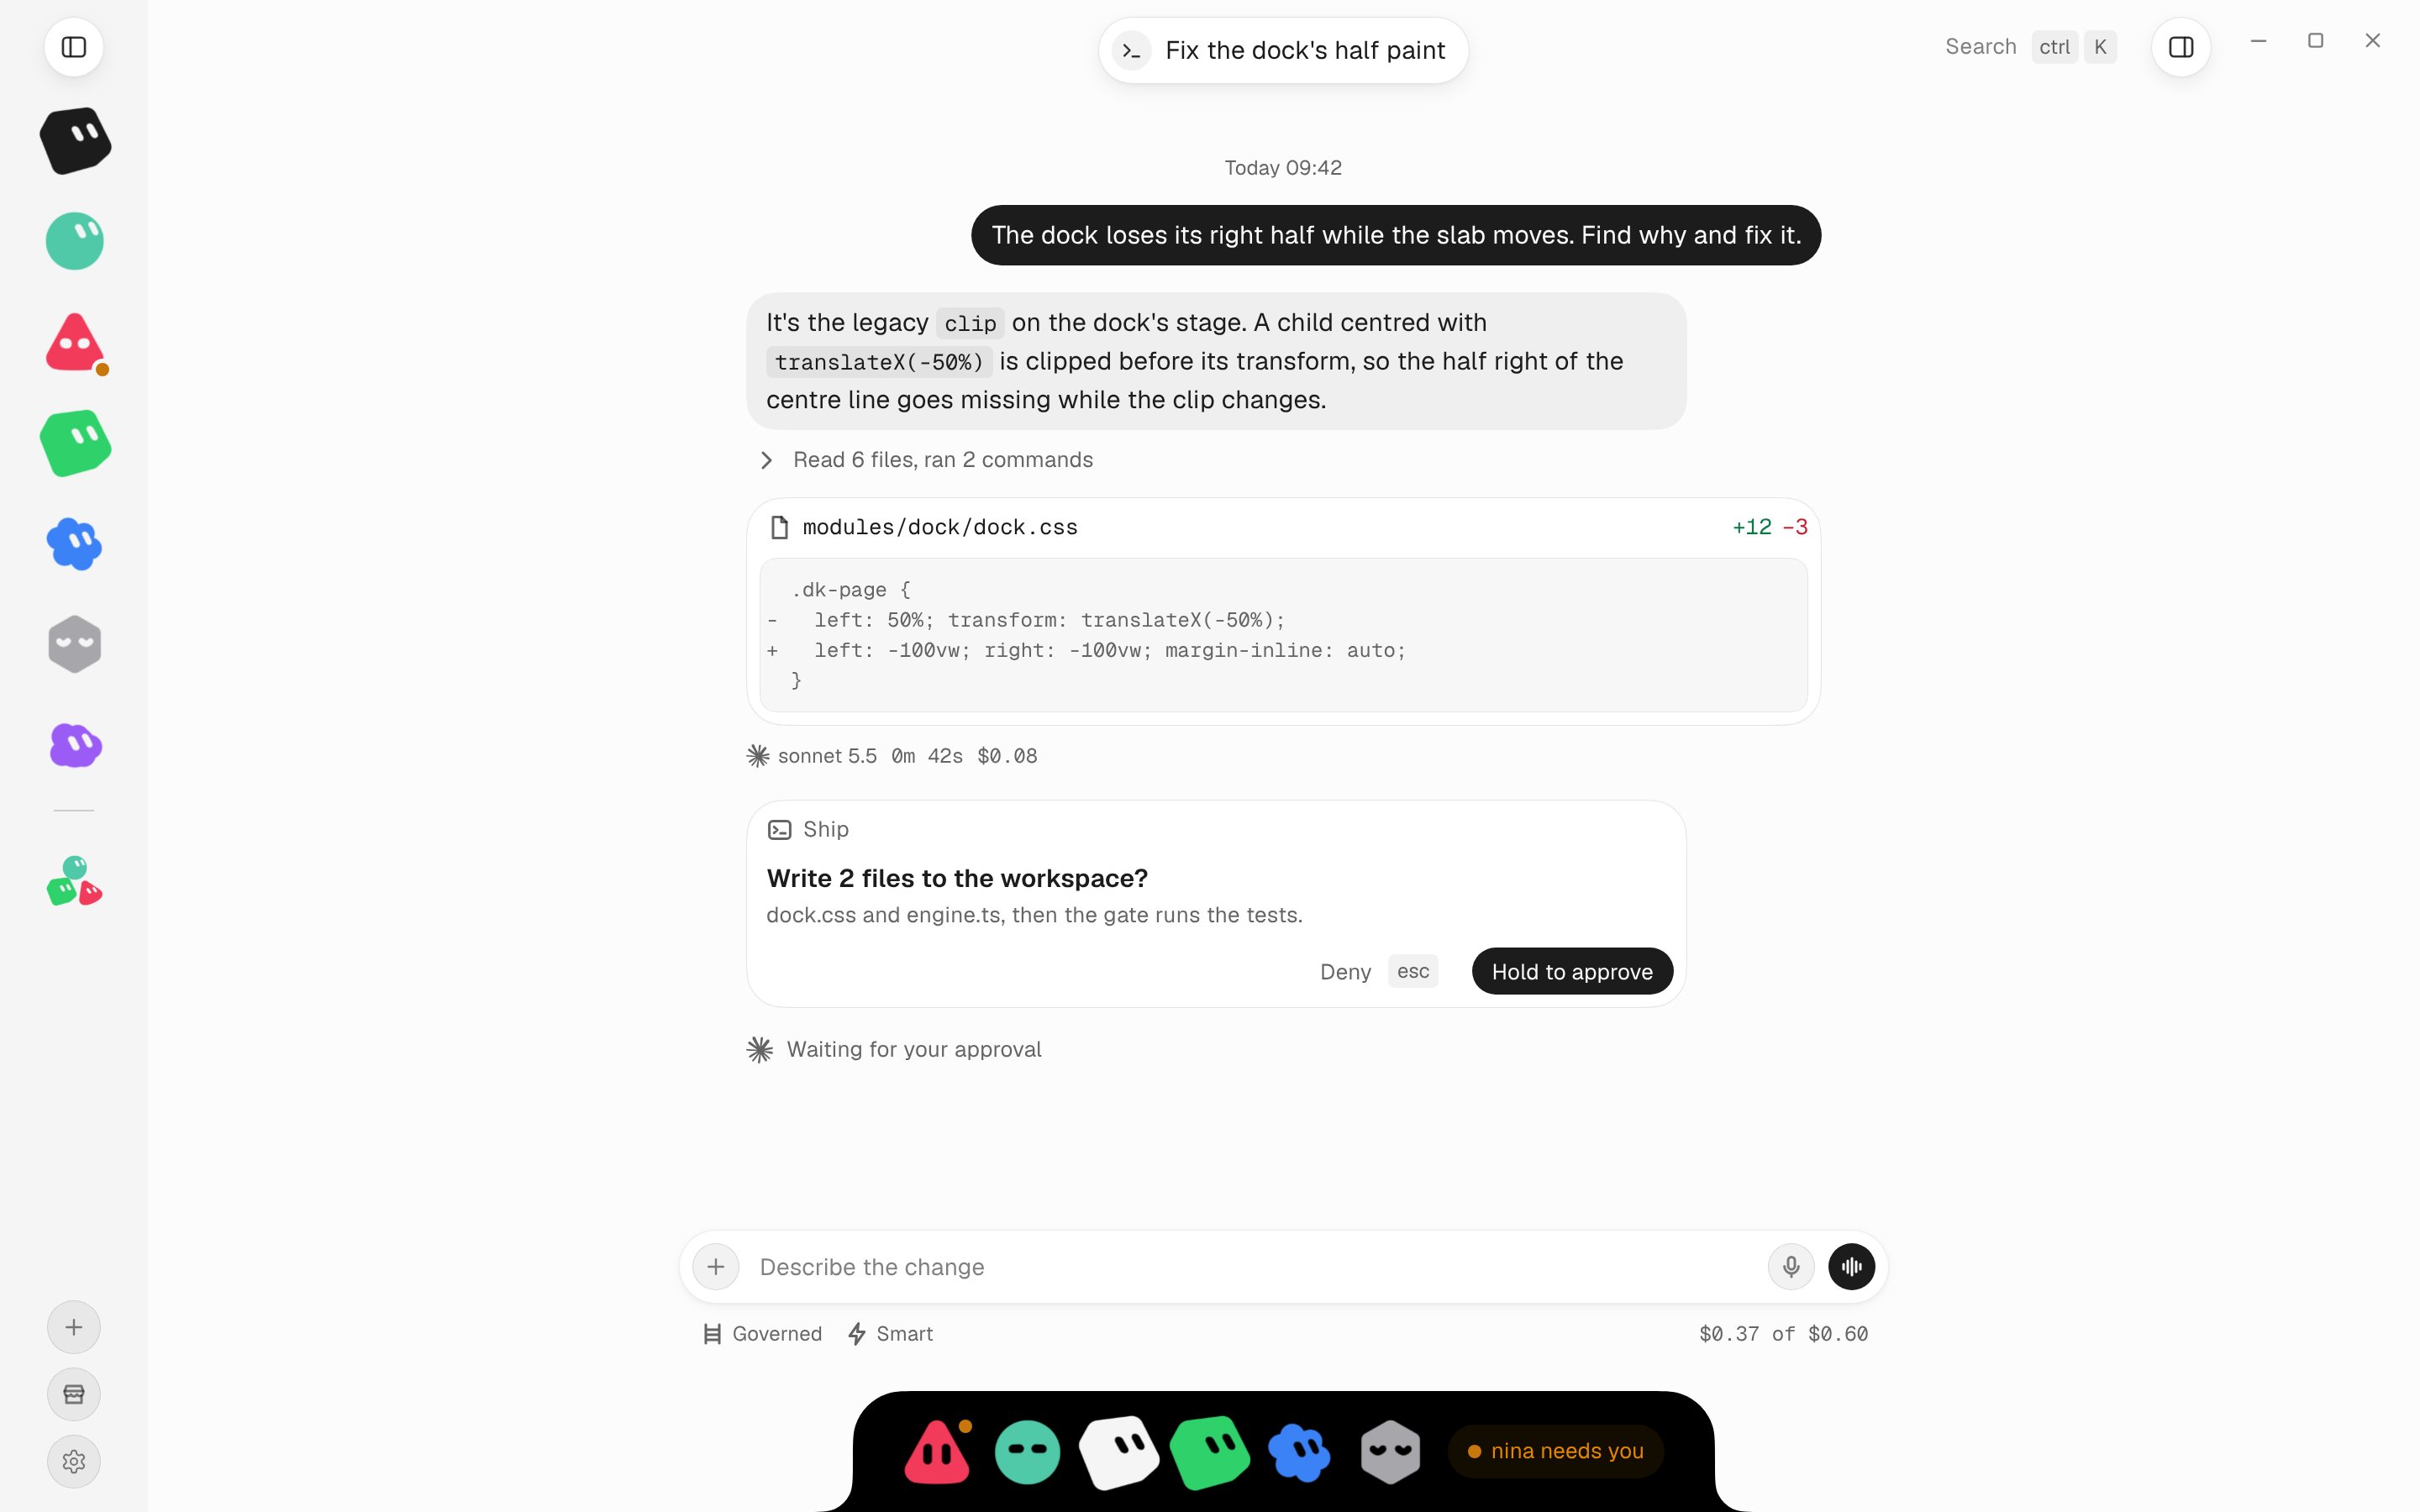 Fix the dock's half paint
Search ctrl K
Today 09:42
The dock loses its right half while the slab moves. Find why and fix it.
It's the legacy clip on the dock's stage. A child centred with
translateX(-50%) is clipped before its transform, so the half right of the
centre line goes missing while the clip changes.
Read 6 files, ran 2 commands
modules/dock/dock.css +12 −3
.dk-page {
-   left: 50%; transform: translateX(-50%);
+   left: -100vw; right: -100vw; margin-inline: auto;
}
sonnet 5.5 0m 42s $0.08
Ship
Write 2 files to the workspace?
dock.css and engine.ts, then the gate runs the tests.
Deny esc Hold to approve
Waiting for your approval
Describe the change
Governed Smart $0.37 of $0.60
nina needs you